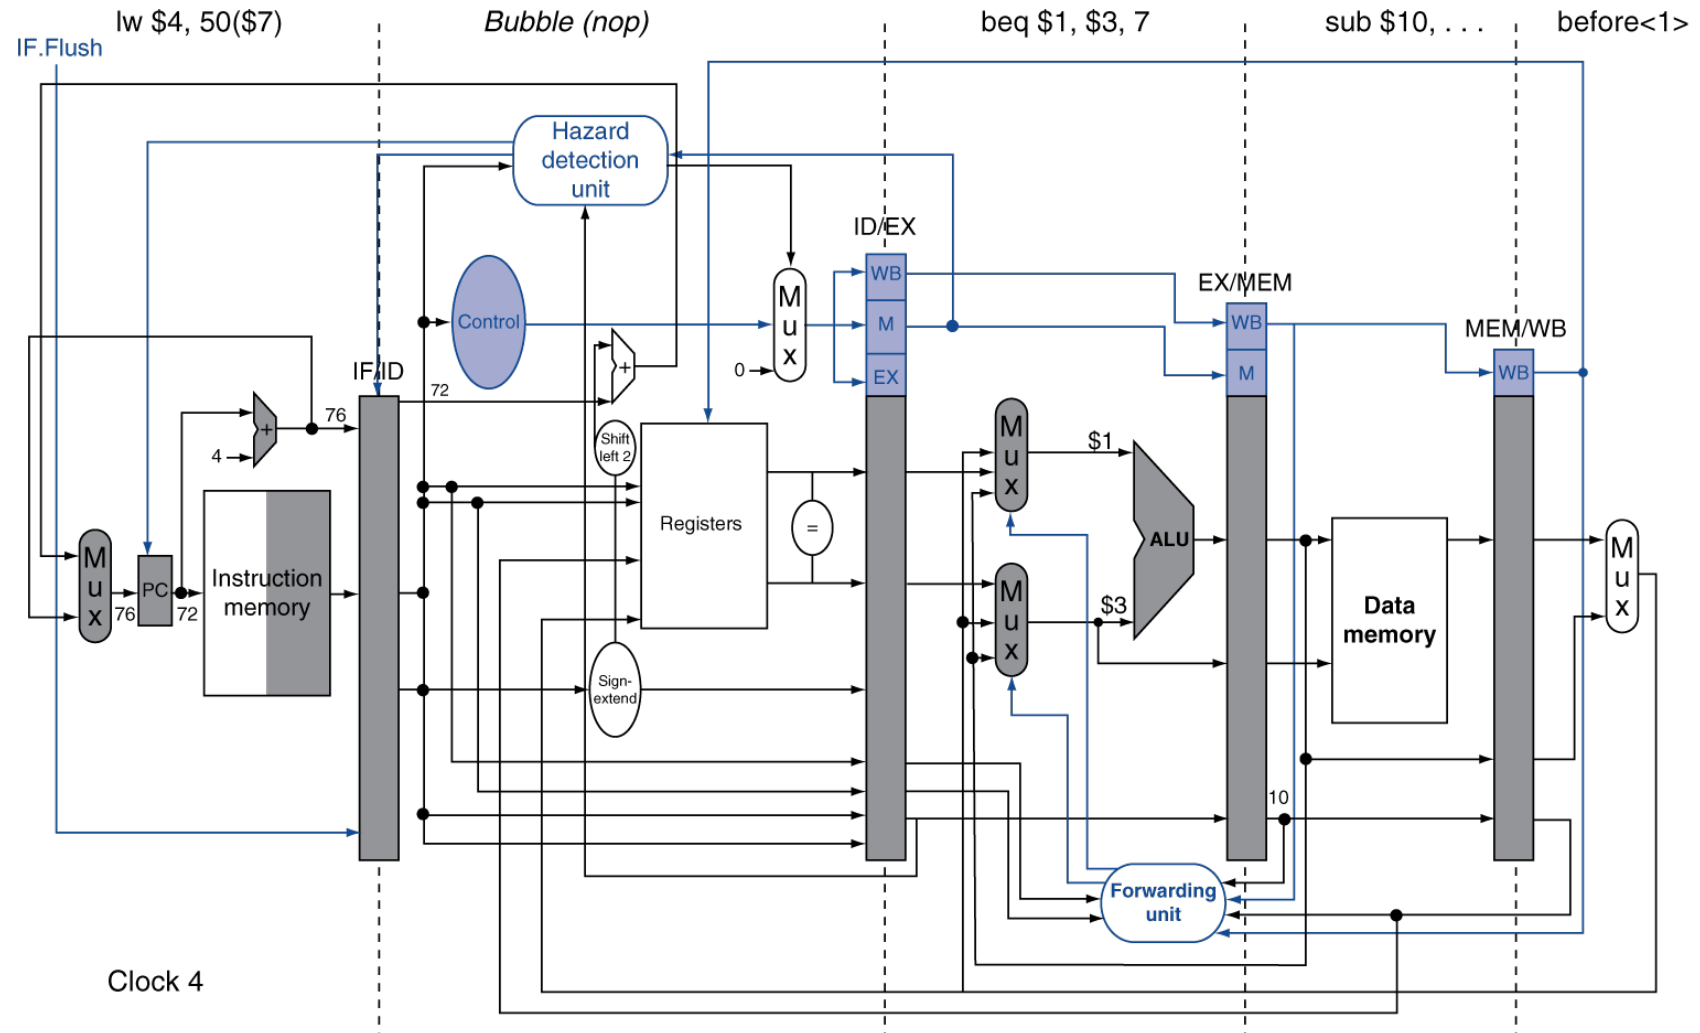 lw $4, 50($7)
Bubble (nop)
beq $1, $3, 7
sub $10, . . .
before<1>
IF.Flush
Hazard
detection
unit
ID/EX
WB
M
EX
EX/MEM
WB
M
MEM/WB
WB
Control
M
u
x
0
+
IF/ID
72
76
+
4
Shift
left 2
Registers
=
M
u
x
$1
ALU
M
u
x
$3
M
u
x
76
PC
72
Instruction
memory
Sign-
extend
Data
memory
M
u
x
10
Forwarding
unit
Clock 4